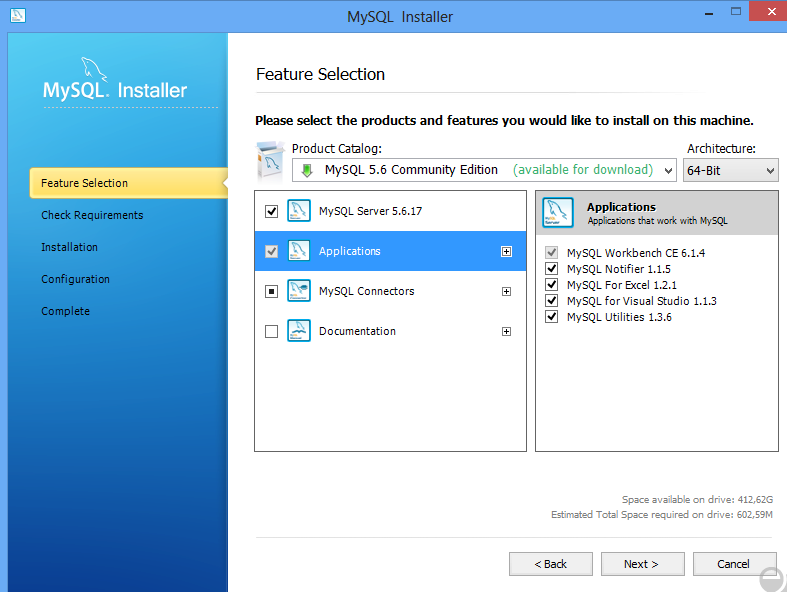 MySQL Installer
MySQL. Installer
Feature Selection
Check Requirements
Installation
Configuration
Complete
Feature Selection
Please select the products and features you would like to install on this machine.
Product Catalog:
Architecture:
MySQL 5.6 Community Edition (available for download)
64-Bit
MySQL Server 5.6.17
Applications
MySQL Connectors
Documentation
Applications
Applications that work with MySQL
MySQL Workbench CE 6.1.4
MySQL Notifier 1.1.5
MySQL For Excel 1.2.1
MySQL for Visual Studio 1.1.3
MySQL Utilities 1.3.6
Space available on drive: 412,62G
Estimated Total Space required on drive: 602,59M
< Back
Next >
Cancel